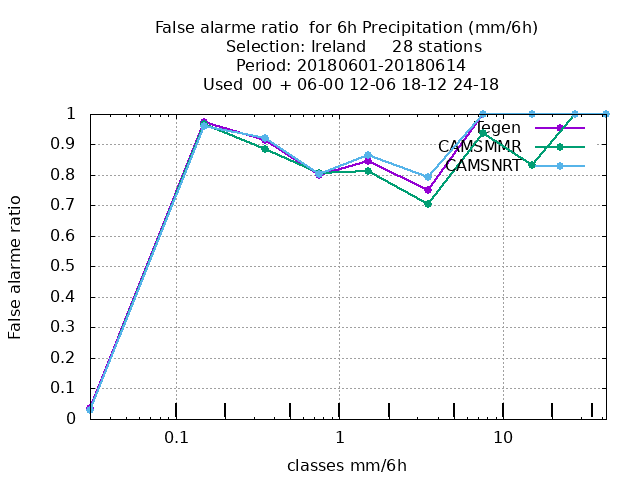 False alarme ratio  for 6h Precipitation (mm/6h)
Selection: Ireland     28 stations
Period: 20180601-20180614
Used  00  + 06-00 12-06 18-12 24-18
1
0.9
0.8
0.7
0.6
0.5
0.4
0.3
0.2
0.1
0
False alarme ratio
Tegen
CAMSMMR
CAMSNRT
0.1
1
10
classes mm/6h